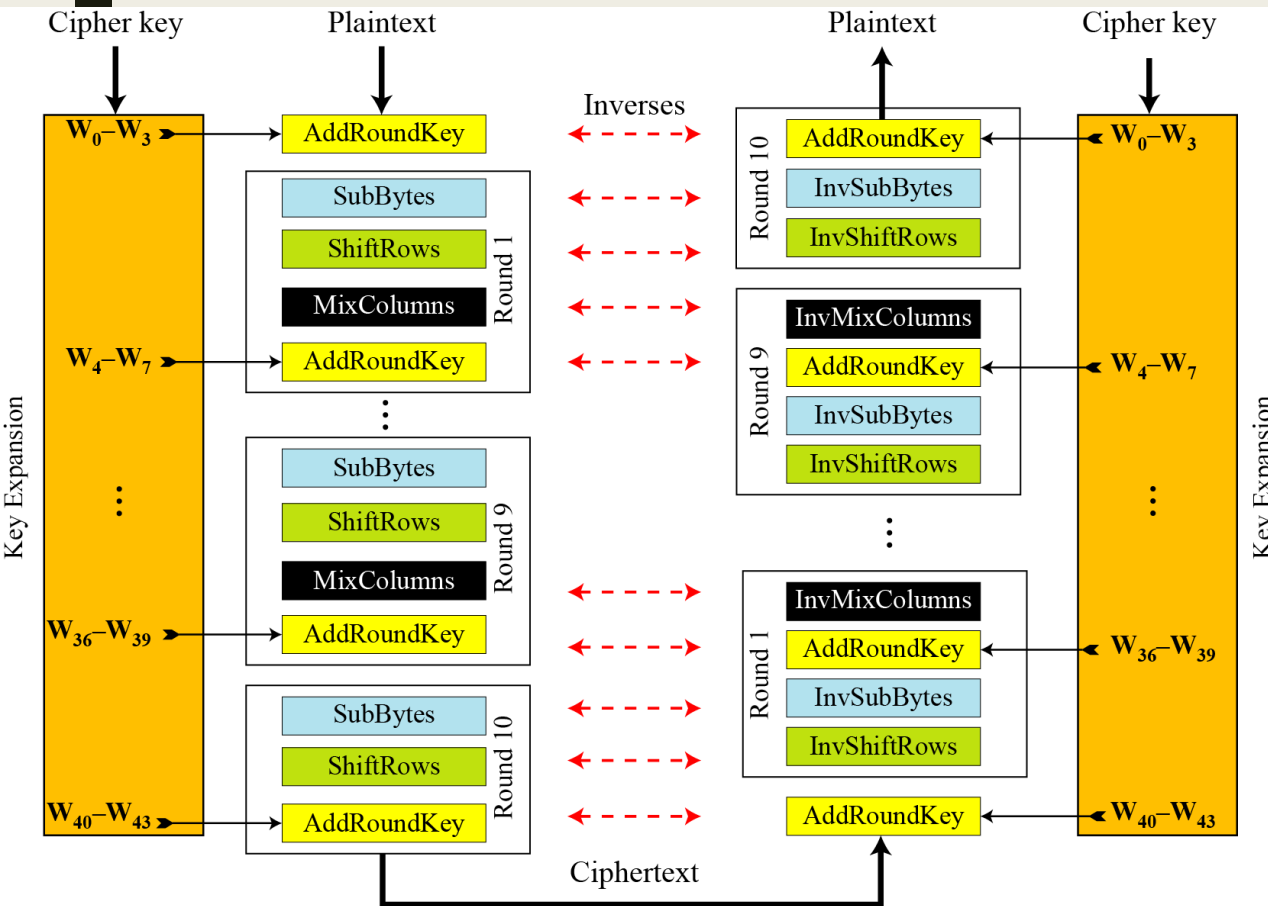 Cipher key
Plaintext
Plaintext
Cipher key
Inverses
W0–W3
AddRoundKey
SubBytes
ShiftRows
MixColumns
W4–W7
AddRoundKey
Round 1
⋮
SubBytes
ShiftRows
MixColumns
W36–W39
AddRoundKey
Round 9
SubBytes
ShiftRows
W40–W43
AddRoundKey
Round 10
Key Expansion
⋮
Ciphertext
AddRoundKey
W0–W3
InvSubBytes
InvShiftRows
Round 10
InvMixColumns
AddRoundKey
W4–W7
InvSubBytes
InvShiftRows
Round 9
⋮
InvMixColumns
AddRoundKey
W36–W39
InvSubBytes
InvShiftRows
Round 1
AddRoundKey
W40–W43
⋮
Key Expansion